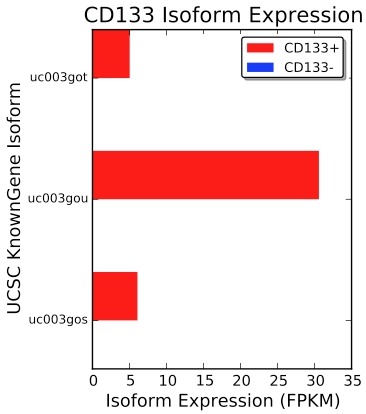 CD133 Isoform Expression
CD133+
CD133-
UCSC KnownGene Isoform
uc003got
uc003gou
uc003gos
0 5 10 15 20 25 30 35
Isoform Expression (FPKM)